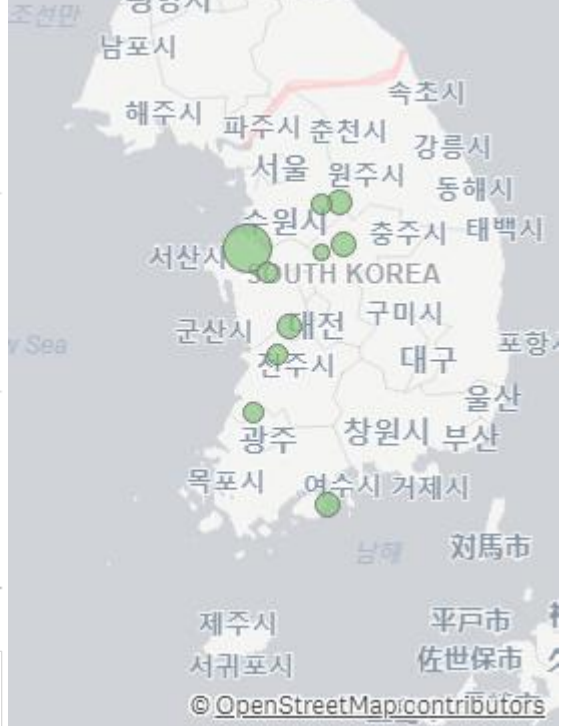 조선만
남포시
해주시
속초시
파주시
춘천시
강릉시
서울
원주시
동해시
수원시
충주시
태백시
서산시
SOUTH KOREA
구미시
군산시
대전
포항
Sea
전주시
대구
울산
광주
창원시
부산
목포시
여수시
거제시
남해
対馬市
제주시
平戸市
서귀포시
佐世保市
© OpenStreetMap contributors